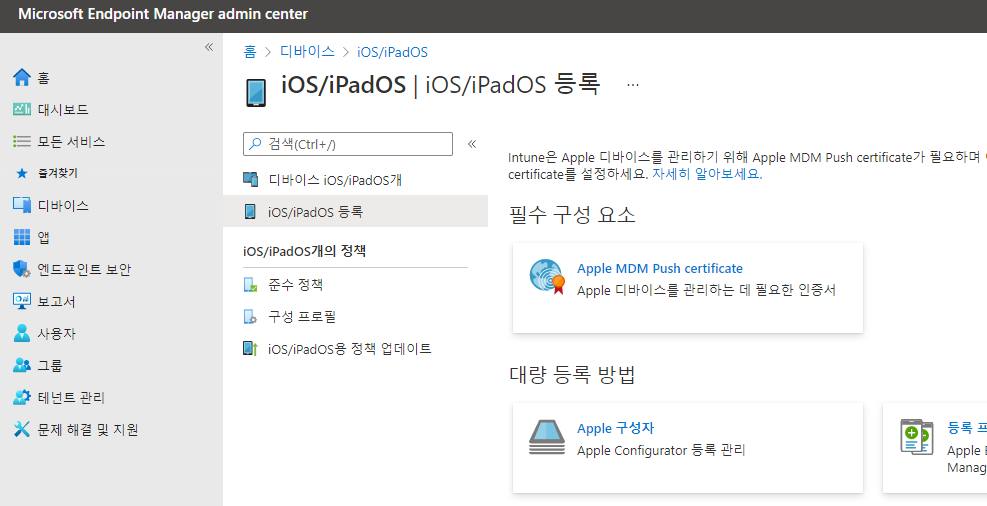 Microsoft Endpoint Manager admin center
«
홈
대시보드
모든 서비스
즐겨찾기
디바이스
앱
엔드포인트 보안
보고서
사용자
그룹
테넌트 관리
문제 해결 및 지원
홈 > 디바이스 > iOS/iPadOS
iOS/iPadOS | iOS/iPadOS 등록 ...
검색(Ctrl+/)
«
디바이스 iOS/iPadOS개
iOS/iPadOS 등록
iOS/iPadOS개의 정책
준수 정책
구성 프로필
iOS/iPadOS용 정책 업데이트
Intune은 Apple 디바이스를 관리하기 위해 Apple MDM Push certificate가 필요하며
certificate를 설정하세요. 자세히 알아보세요.
필수 구성 요소
Apple MDM Push certificate
Apple 디바이스를 관리하는 데 필요한 인증서
대량 등록 방법
Apple 구성자
Apple Configurator 등록 관리
등록
Apple
Manag